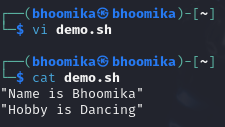 ┌──(bhoomika㉿bhoomika)-[~]
└─$ vi demo.sh
┌──(bhoomika㉿bhoomika)-[~]
└─$ cat demo.sh
"Name is Bhoomika"
"Hobby is Dancing"